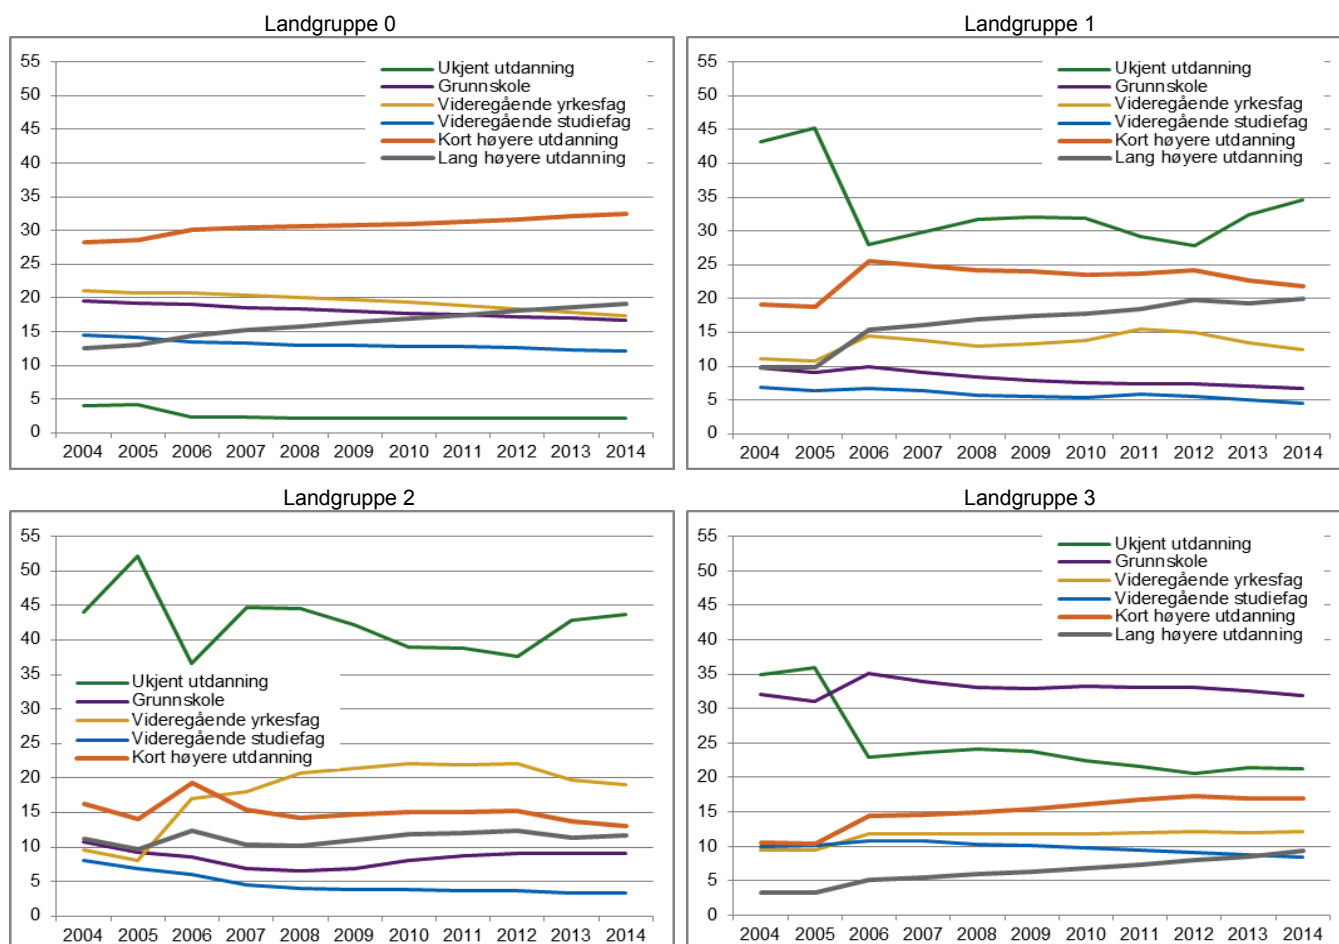 Landgruppe 0
55
50
45
40
35
30
25
20
15
10
5
0
Ukjent utdanning
Grunnskole
Videregående yrkesfag
Videregående studiefag
Kort høyere utdanning
Lang høyere utdanning
2004 2005 2006 2007 2008 2009 2010 2011 2012 2013 2014
Landgruppe 1
55
50
45
40
35
30
25
20
15
10
5
0
Ukjent utdanning
Grunnskole
Videregående yrkesfag
Videregående studiefag
Kort høyere utdanning
Lang høyere utdanning
2004 2005 2006 2007 2008 2009 2010 2011 2012 2013 2014
Landgruppe 2
55
50
45
40
35
30
25
20
15
10
5
0
Ukjent utdanning
Grunnskole
Videregående yrkesfag
Videregående studiefag
Kort høyere utdanning
2004 2005 2006 2007 2008 2009 2010 2011 2012 2013 2014
Landgruppe 3
55
50
45
40
35
30
25
20
15
10
5
0
Ukjent utdanning
Grunnskole
Videregående yrkesfag
Videregående studiefag
Kort høyere utdanning
Lang høyere utdanning
2004 2005 2006 2007 2008 2009 2010 2011 2012 2013 2014